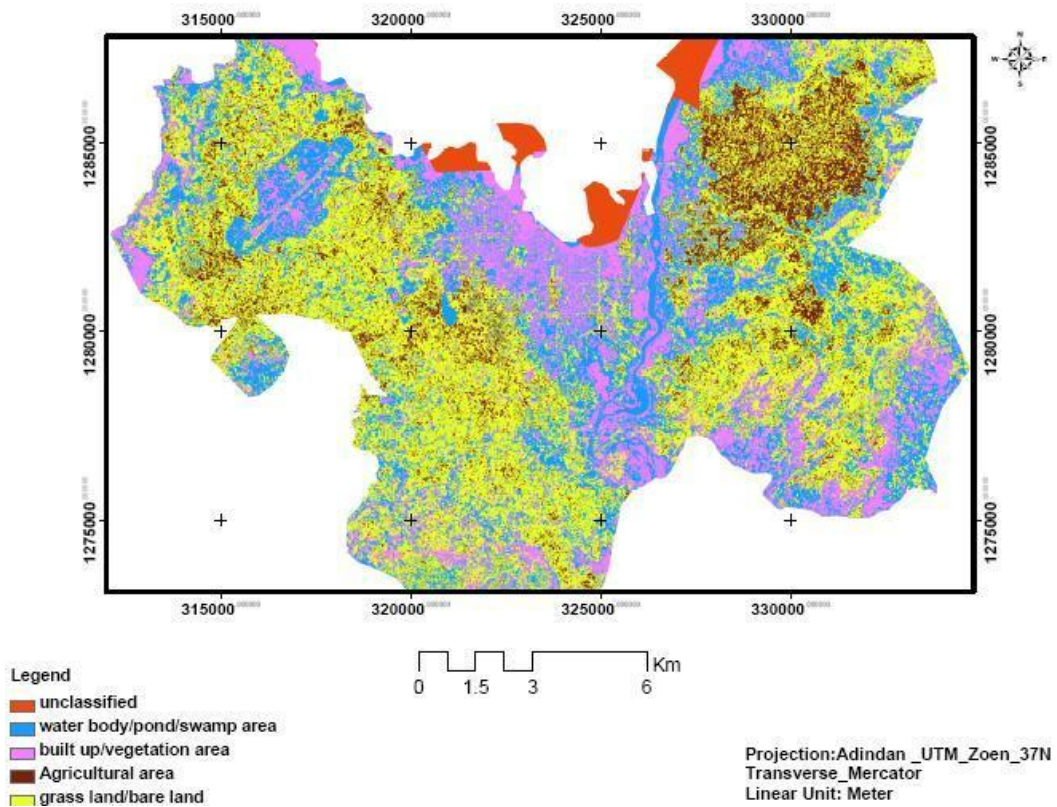 315000 320000 325000 330000
N
W E
S
1285000 1285000
1280000 1280000
1275000 1275000
315000 320000 325000 330000
Km
0 1.5 3 6
Legend
unclassified
water body/pond/swamp area
built up/vegetation area
Agricultural area
grass land/bare land
Projection:Adindan _UTM_Zoen_37N
Transverse_Mercator
Linear Unit: Meter